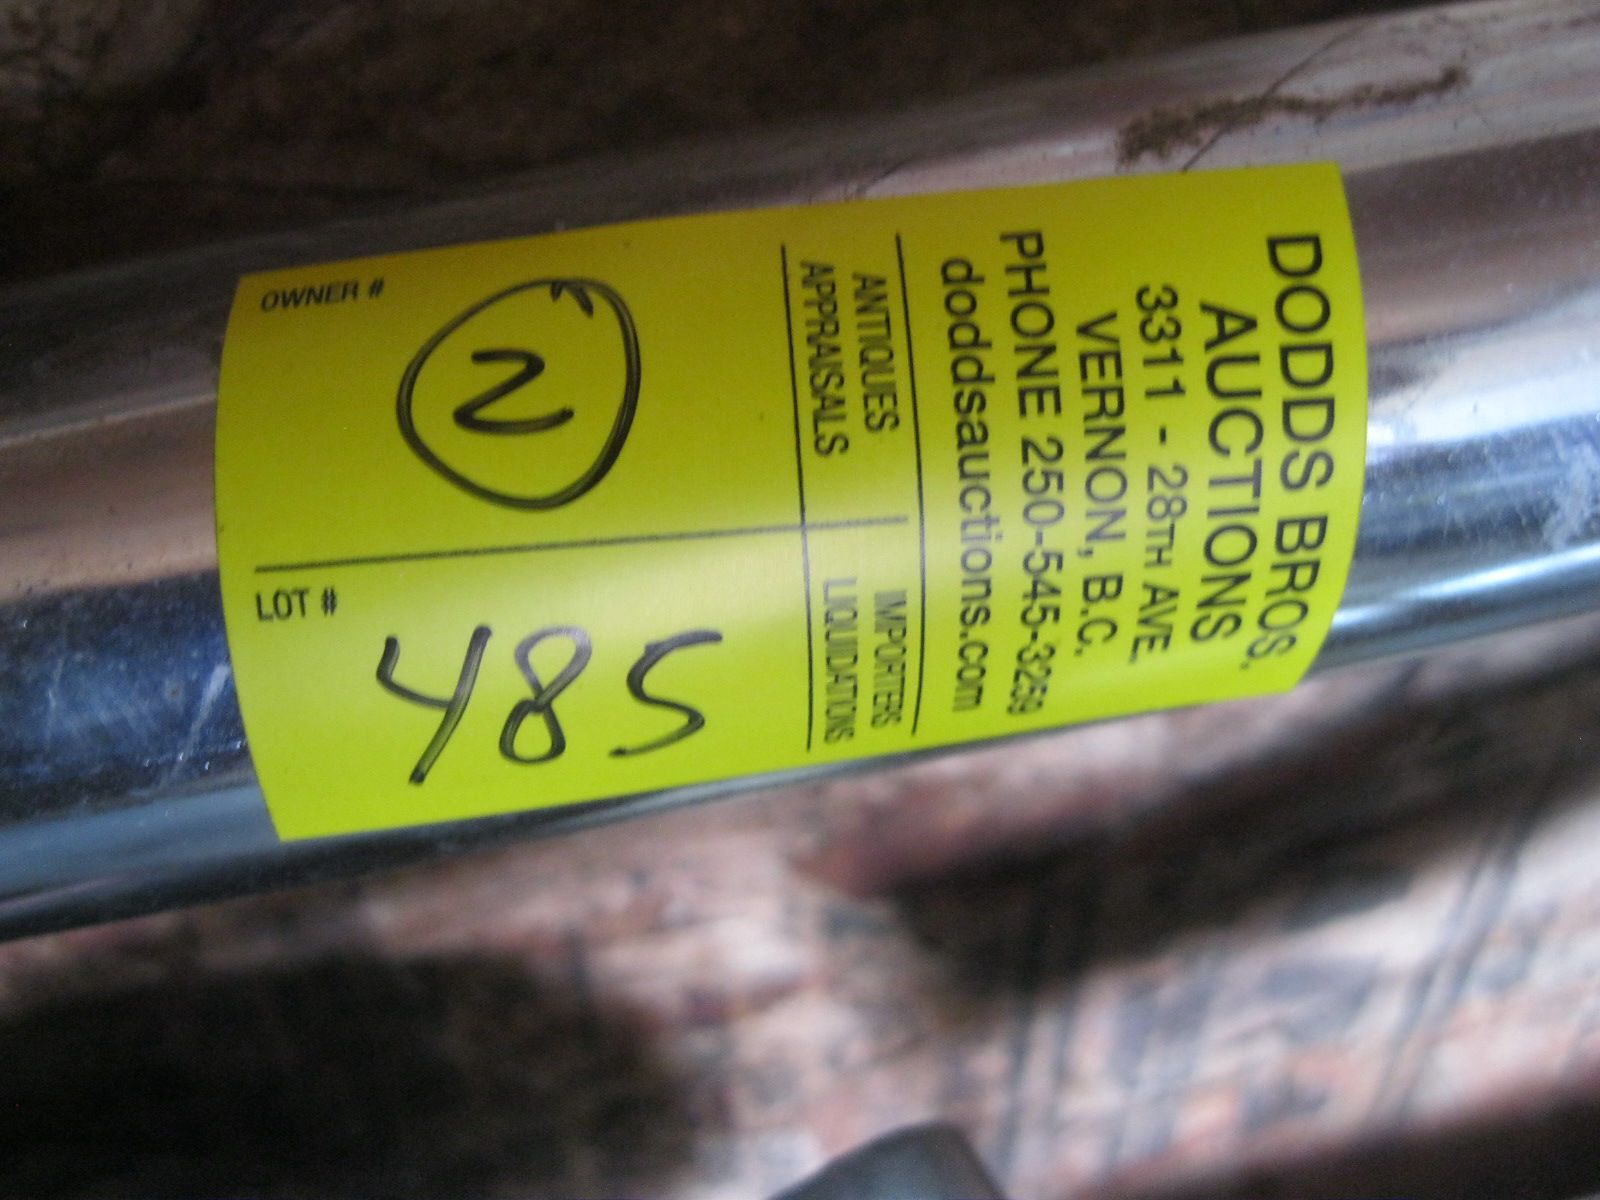 DODDS BROS.
AUCTIONS
3311 - 28TH AVE.
VERNON, B.C.
PHONE 250-545-3259
doddsauctions.com
ANTIQUES
APPRAISALS
IMPORTERS
LIQUIDATIONS
OWNER #
LOT #
485